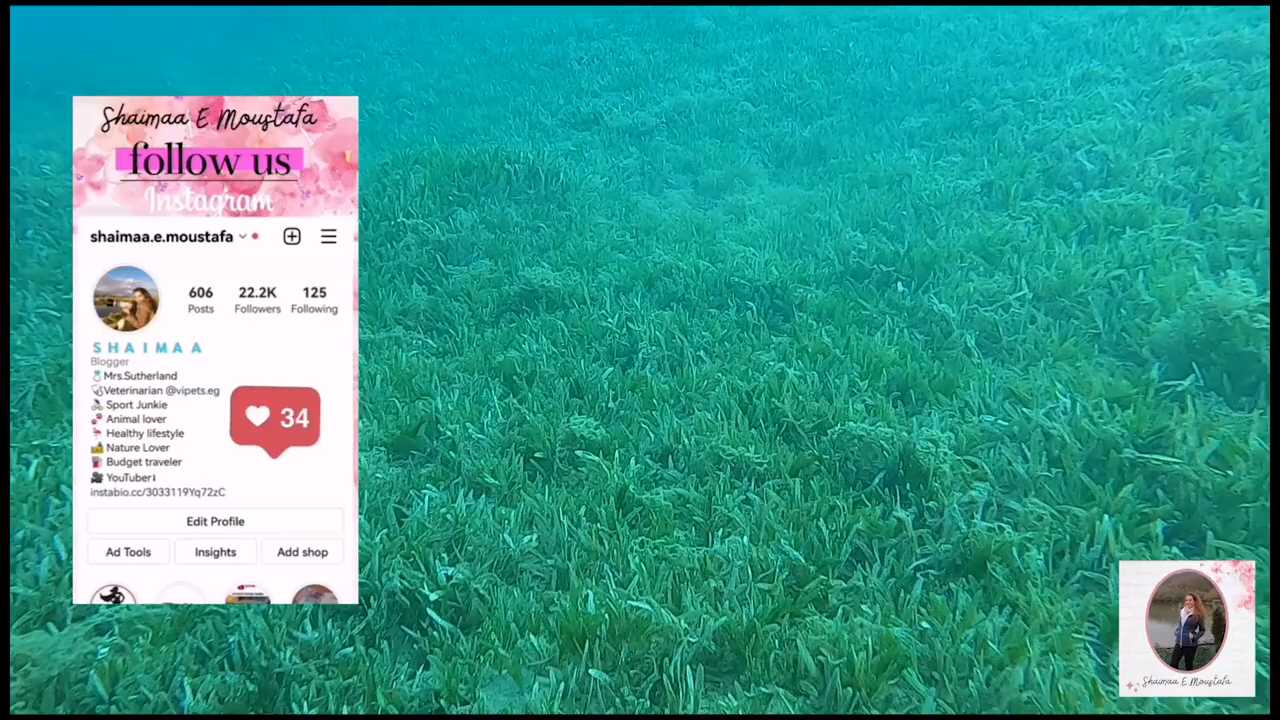 Shaimaa E. Moustafa
follow us
Instagram
shaimaa.e.moustafa
606 22.2K 125
Posts Followers Following
SHAIMAA
Blogger
Mrs.Sutherland
Veterinarian @vipets.eg
Sport Junkie
Animal lover
Healthy lifestyle
Nature Lover
Budget traveler
YouTuber
instabio.cc/3033119Yq72zC
34
Edit Profile
Ad Tools Insights Add shop
Shaimaa E. Moustafa